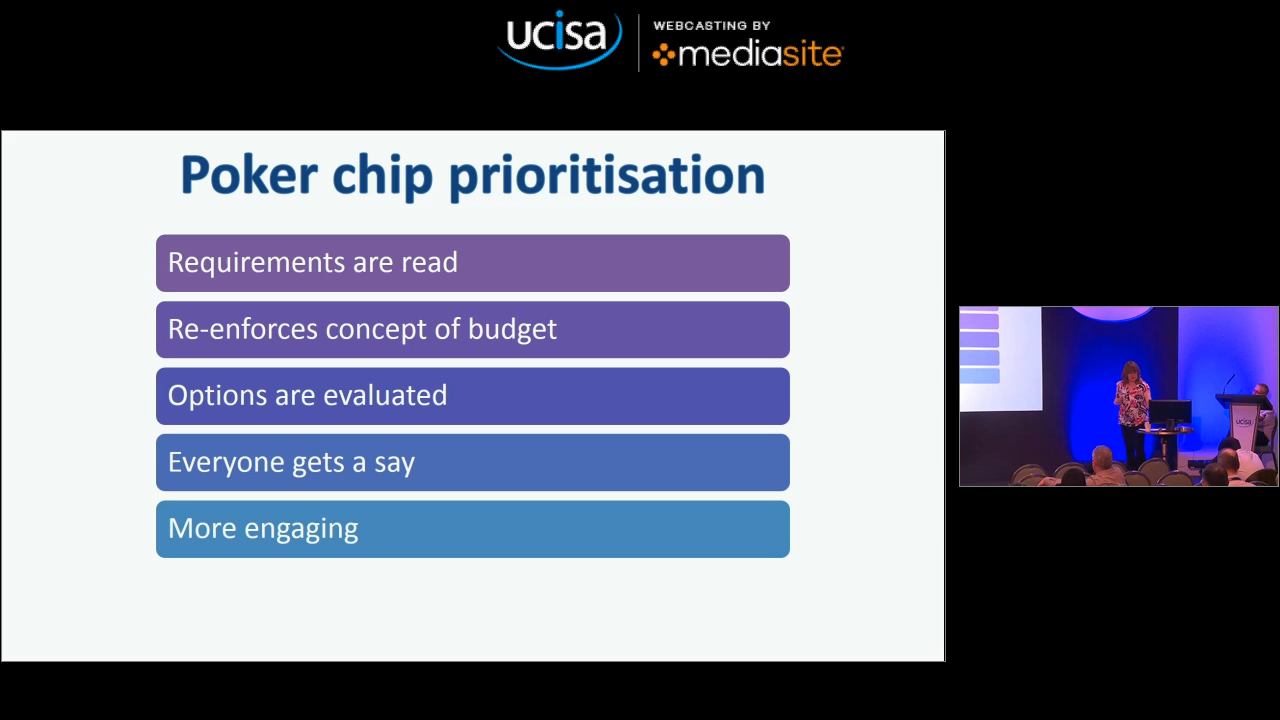 ucisa
WEBCASTING BY
mediasite
Poker chip prioritisation
Requirements are read
Re-enforces concept of budget
Options are evaluated
Everyone gets a say
More engaging
ucisa